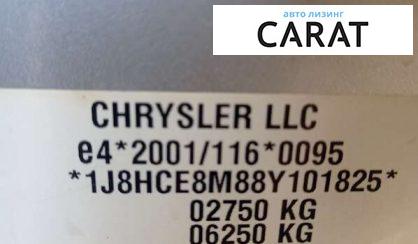 авто лизинг
CARAT
CHRYSLER LLC
e4*2001/116*0095
*1J8HCE8M88Y101825*
02750 KG
06250 KG